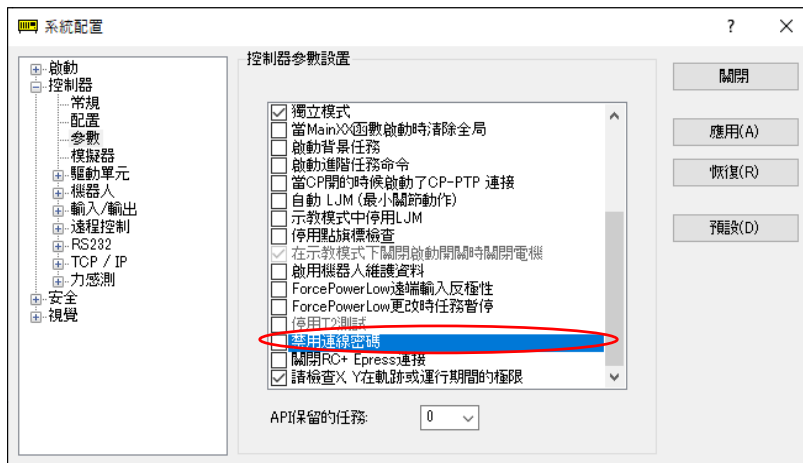 系統配置
啟動
控制器
常規
配置
參數
模擬器
驅動單元
機器人
輸入/輸出
遠程控制
RS232
TCP / IP
力感測
安全
視覺
控制器參數設置
獨立模式
當MainXX函數啟動時清除全局
啟動背景任務
啟動進階任務命令
當CP開的時候啟動了CP-PTP 連接
自動 LJM (最小關節動作)
示教模式中停用LJM
停用點旗標檢查
在示教模式下關閉啟動開關時關閉電機
啟用機器人維護資料
ForcePowerLow遠端輸入反極性
ForcePowerLow更改時任務暫停
停用T2測試
禁用連線密碼
關閉RC+ Epress連接
請檢查X, Y在軌跡或運行期間的極限
API保留的任務:
0
關閉
應用(A)
恢復(R)
預設(D)